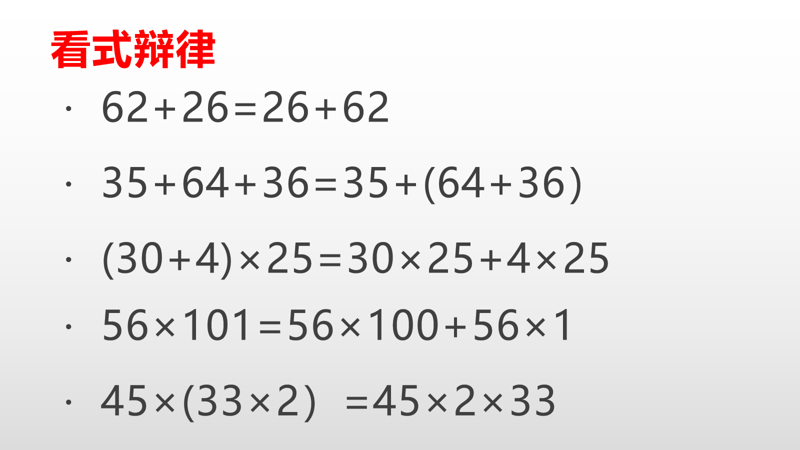 看式辩律
· 62+26=26+62
· 35+64+36=35+(64+36)
· (30+4)×25=30×25+4×25
· 56×101=56×100+56×1
· 45×(33×2) =45×2×33